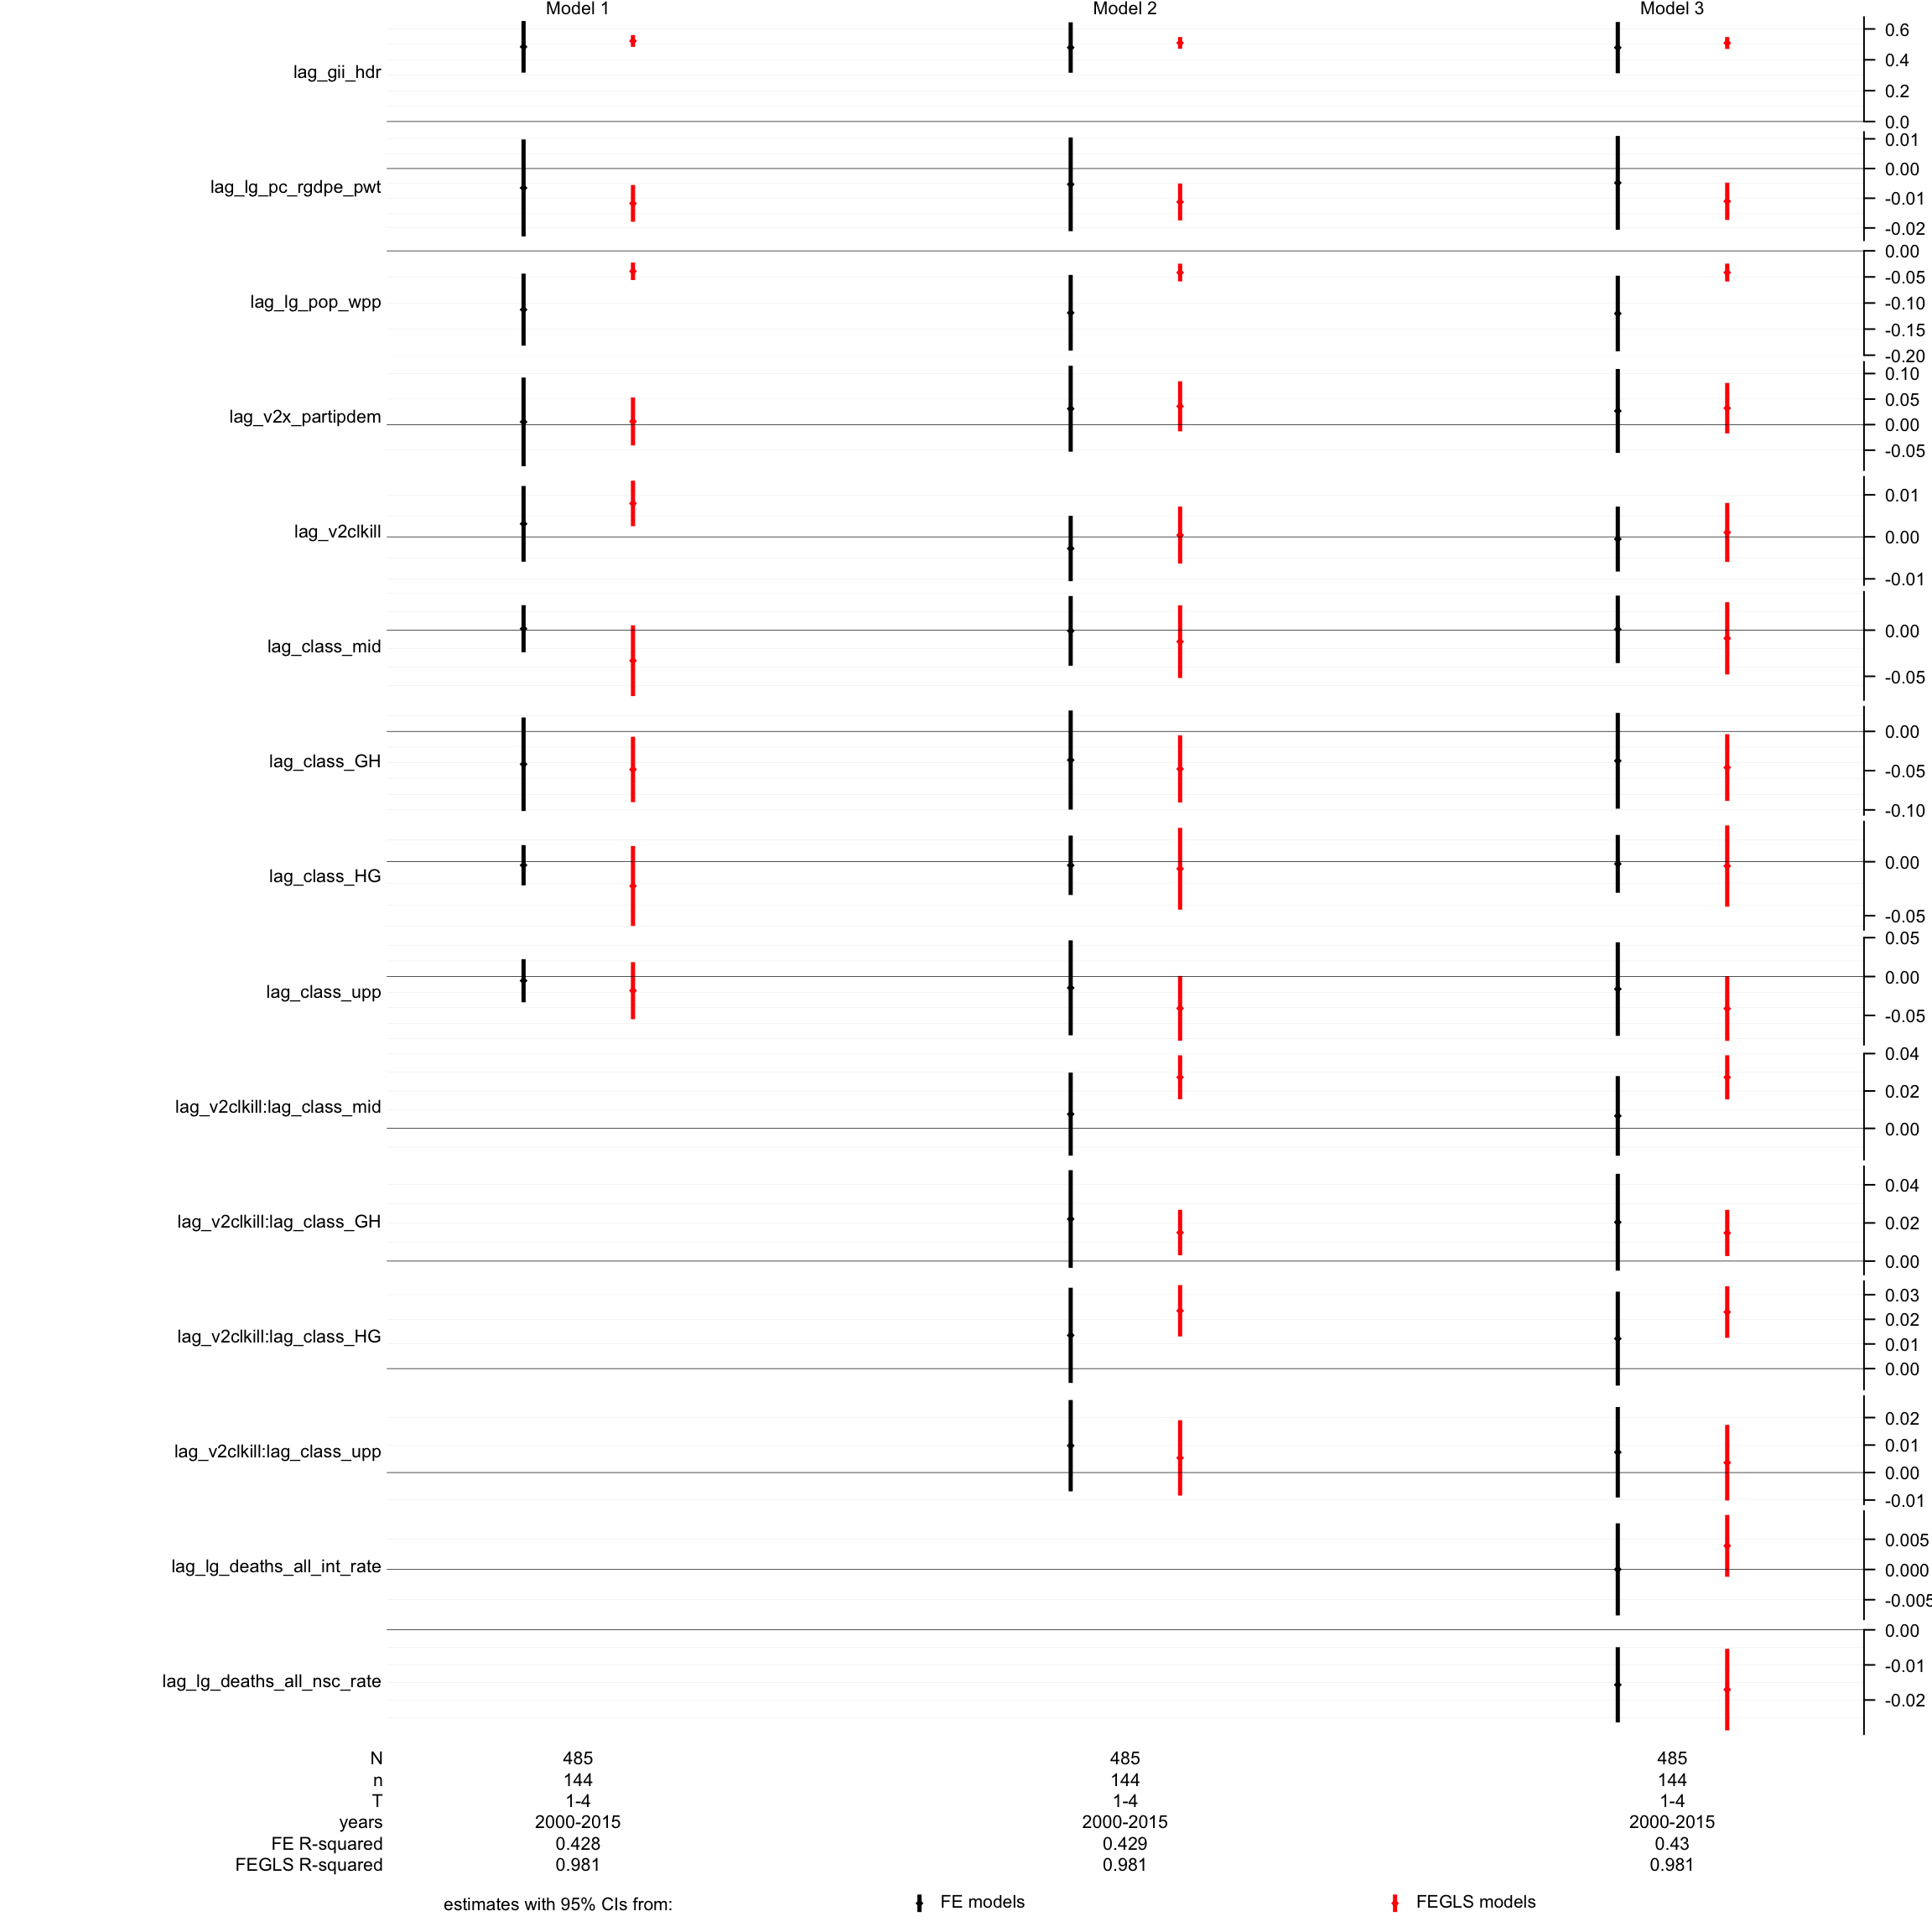 Model 1 Model 2 Model 3
lag_gii_hdr
0.6
0.4
0.2
0.0
lag_lg_pc_rgdpe_pwt
0.01
0.00
-0.01
-0.02
lag_lg_pop_wpp
0.00
-0.05
-0.10
-0.15
-0.20
lag_v2x_partipdem
0.10
0.05
0.00
-0.05
lag_v2clkill
0.01
0.00
-0.01
lag_class_mid
0.00
-0.05
lag_class_GH
0.00
-0.05
-0.10
lag_class_HG
0.00
-0.05
lag_class_upp
0.05
0.00
-0.05
lag_v2clkill:lag_class_mid
0.04
0.02
0.00
lag_v2clkill:lag_class_GH
0.04
0.02
0.00
lag_v2clkill:lag_class_HG
0.03
0.02
0.01
0.00
lag_v2clkill:lag_class_upp
0.02
0.01
0.00
-0.01
lag_lg_deaths_all_int_rate
0.005
0.000
-0.005
lag_lg_deaths_all_nsc_rate
0.00
-0.01
-0.02
N 485 485 485
n 144 144 144
T 1-4 1-4 1-4
years 2000-2015 2000-2015 2000-2015
FE R-squared 0.428 0.429 0.43
FEGLS R-squared 0.981 0.981 0.981
estimates with 95% CIs from: FE models FEGLS models